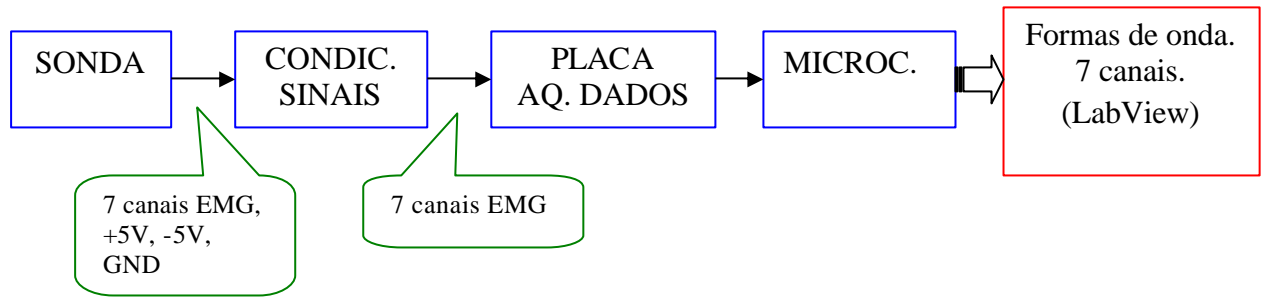 SONDA
CONDIC.
SINAIS
PLACA
AQ. DADOS
MICROC.
Formas de onda.
7 canais.
(LabView)
7 canais EMG,
+5V, -5V,
GND
7 canais EMG